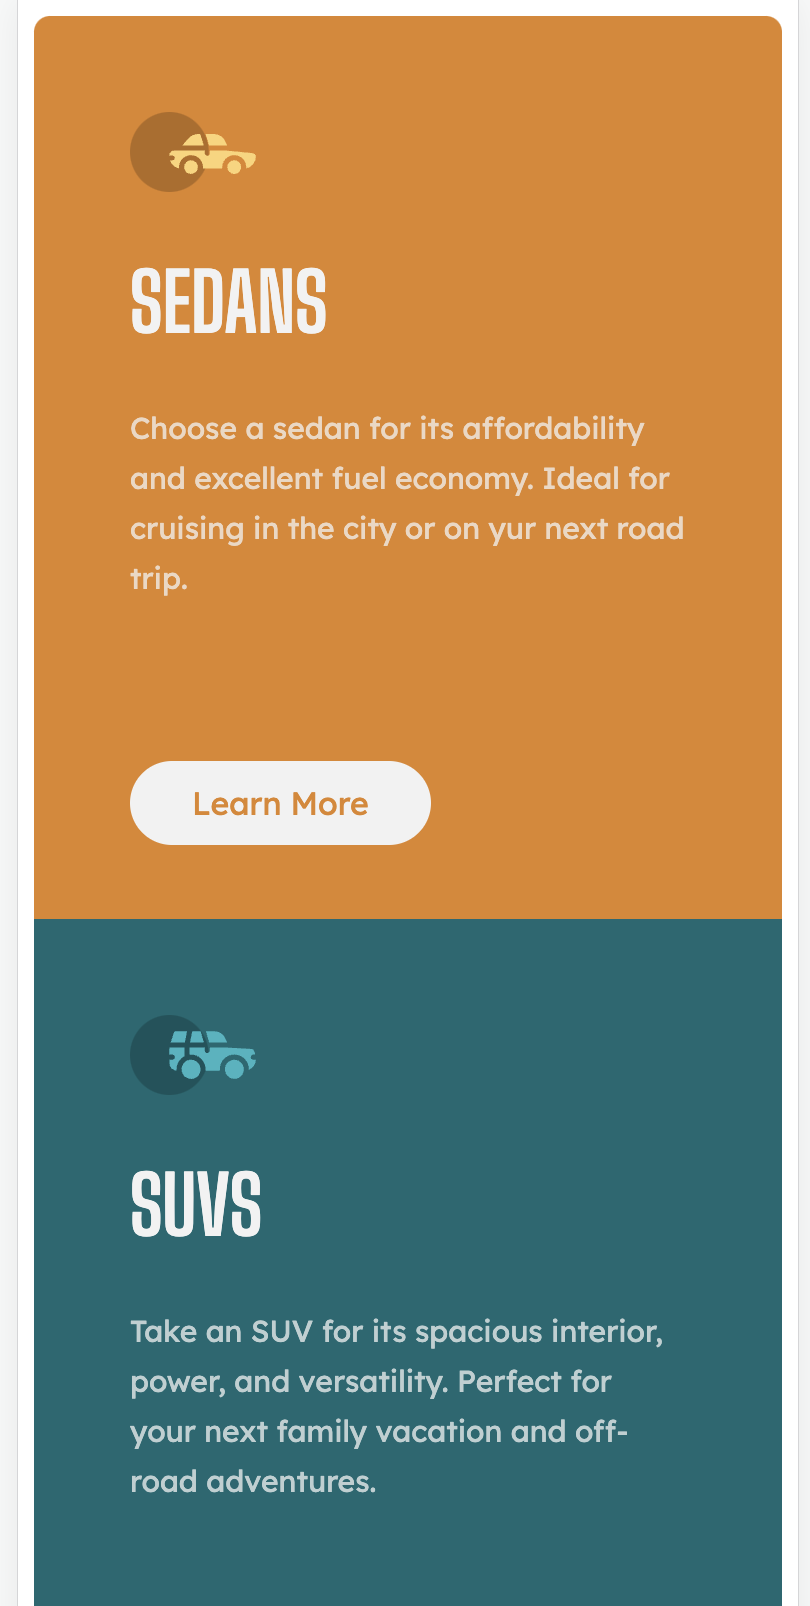 SEDANS
Choose a sedan for its affordability
and excellent fuel economy. Ideal for
cruising in the city or on yur next road
trip.
Learn More
SUVS
Take an SUV for its spacious interior,
power, and versatility. Perfect for
your next family vacation and off-
road adventures.